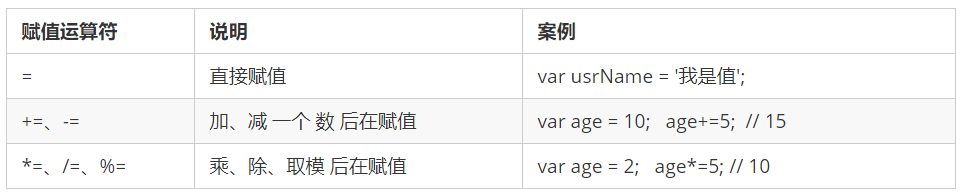 赋值运算符 说明 案例
= 直接赋值 var usrName = '我是值';
+=、-= 加、减 一个 数 后在赋值 var age = 10; age+=5; // 15
*=、/=、%= 乘、除、取模 后在赋值 var age = 2; age*=5; // 10